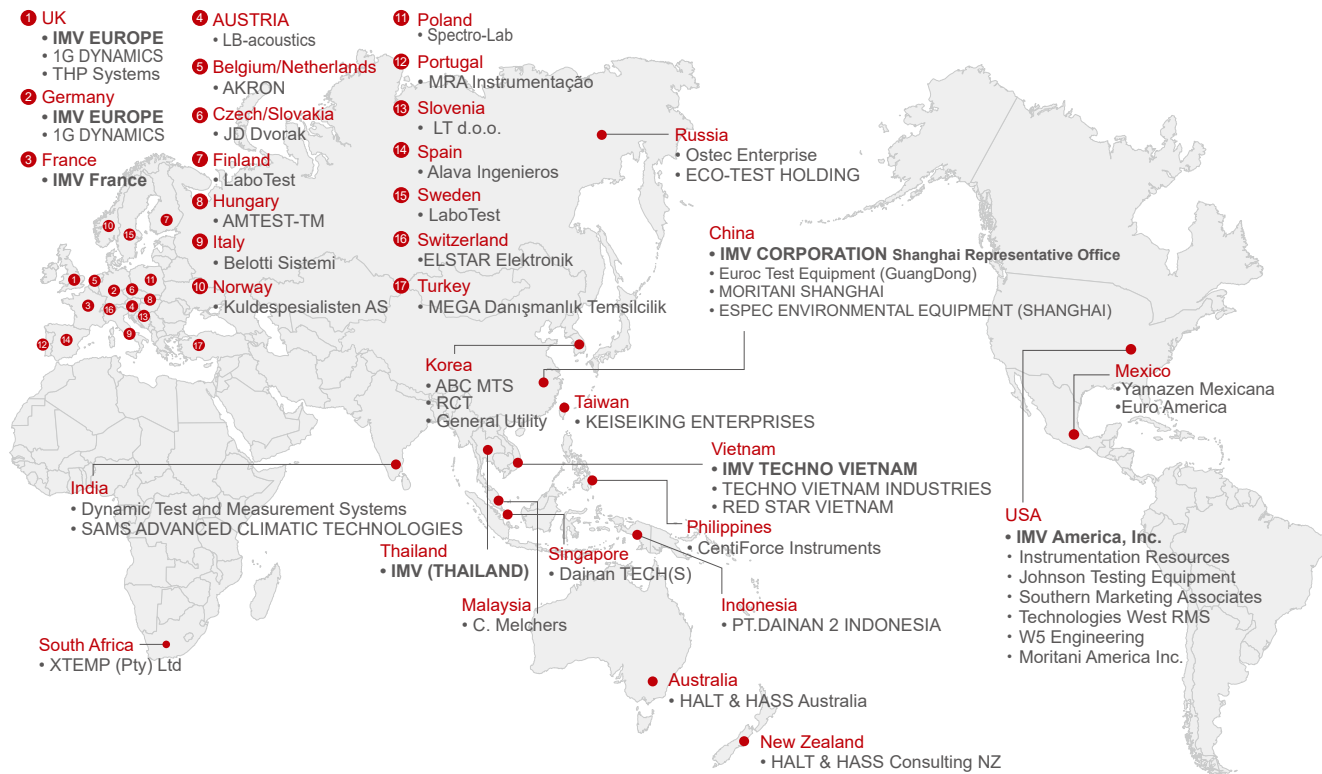 1 UK
• IMV EUROPE
• 1G DYNAMICS
• THP Systems
2 Germany
• IMV EUROPE
• 1G DYNAMICS
3 France
• IMV France
4 AUSTRIA
• LB-acoustics
5 Belgium/Netherlands
• AKRON
6 Czech/Slovakia
• JD Dvorak
7 Finland
• LaboTest
8 Hungary
• AMTEST-TM
9 Italy
• Belotti Sistemi
10 Norway
• Kuldespesialisten AS
11 Poland
• Spectro-Lab
12 Portugal
• MRA Instrumentação
13 Slovenia
• LT d.o.o.
14 Spain
• Alava Ingenieros
15 Sweden
• LaboTest
16 Switzerland
•ELSTAR Elektronik
17 Turkey
• MEGA Danışmanlık Temsilcilik
Russia
• Ostec Enterprise
• ECO-TEST HOLDING
China
• IMV CORPORATION Shanghai Representative Office
• Euroc Test Equipment (GuangDong)
• MORITANI SHANGHAI
• ESPEC ENVIRONMENTAL EQUIPMENT (SHANGHAI)
10
7
15
1
5
2
6
11
3
16
4
8
13
9
12
14
17
Korea
• ABC MTS
• RCT
• General Utility
Taiwan
• KEISEIKING ENTERPRISES
Mexico
•Yamazen Mexicana
•Euro America
Vietnam
• IMV TECHNO VIETNAM
• TECHNO VIETNAM INDUSTRIES
• RED STAR VIETNAM
India
• Dynamic Test and Measurement Systems
• SAMS ADVANCED CLIMATIC TECHNOLOGIES
Philippines
• CentiForce Instruments
USA
• IMV America, Inc.
• Instrumentation Resources
• Johnson Testing Equipment
• Southern Marketing Associates
• Technologies West RMS
• W5 Engineering
• Moritani America Inc.
Thailand
• IMV (THAILAND)
Singapore
• Dainan TECH(S)
Malaysia
• C. Melchers
Indonesia
• PT.DAINAN 2 INDONESIA
South Africa
• XTEMP (Pty) Ltd
Australia
• HALT & HASS Australia
New Zealand
• HALT & HASS Consulting NZ